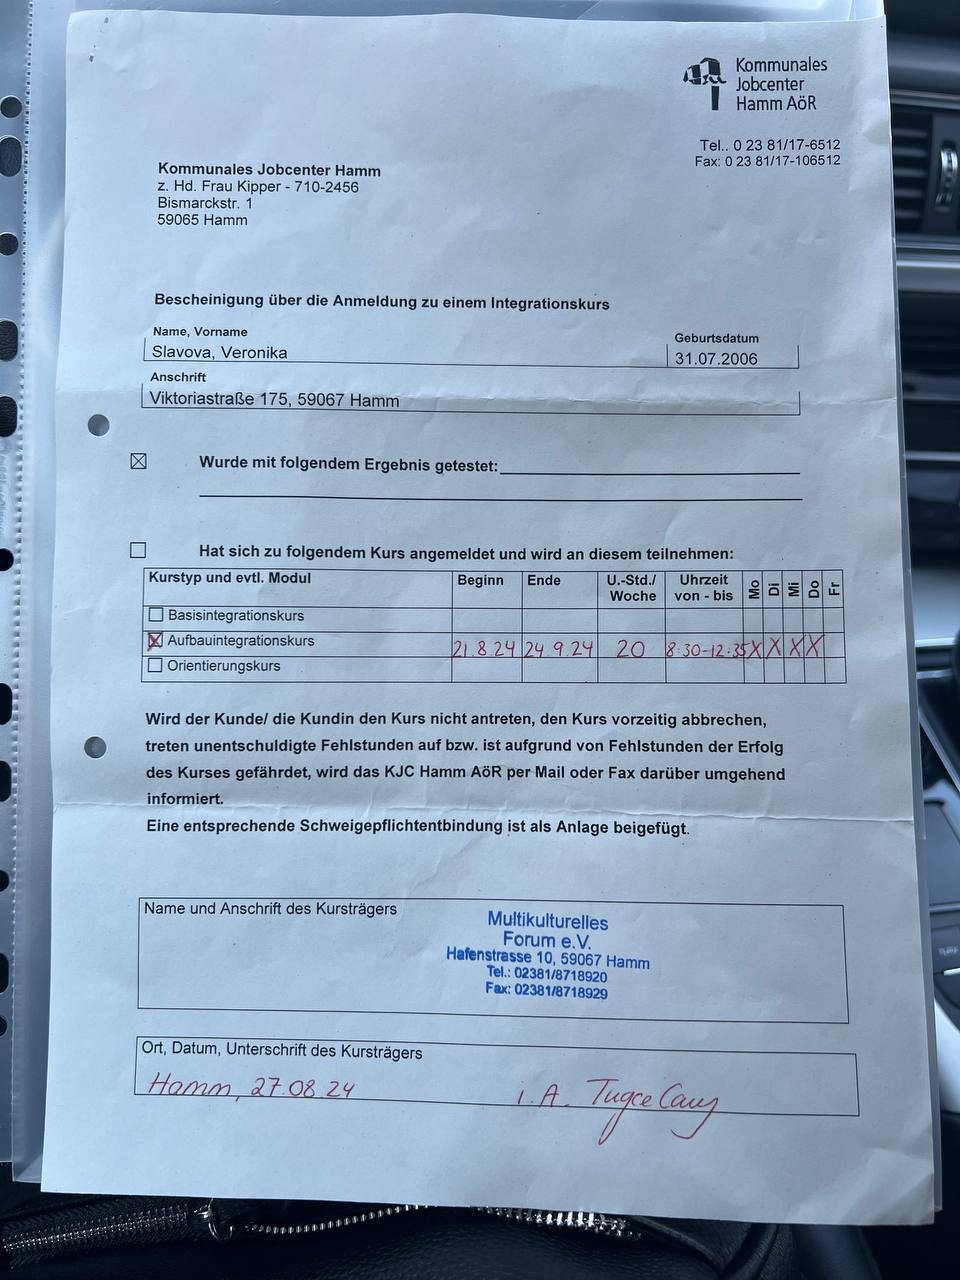 Kommunales
Jobcenter
Hamm AöR
Tel.. 0 23 81/17-6512
Fax: 0 23 81/17-106512
Kommunales Jobcenter Hamm
z. Hd. Frau Kipper - 710-2456
Bismarckstr. 1
59065 Hamm
Bescheinigung über die Anmeldung zu einem Integrationskurs
Name, Vorname Geburtsdatum
Slavova, Veronika 31.07.2006
Anschrift
Viktoriastraße 175, 59067 Hamm
Wurde mit folgendem Ergebnis getestet:
Hat sich zu folgendem Kurs angemeldet und wird an diesem teilnehmen:
Kurstyp und evtl. Modul Beginn Ende U.-Std./ Woche Uhrzeit von - bis Mo Di Mi Do Fr
Basisintegrationskurs
Aufbauintegrationskurs 21.8.24 24.9.24 20 8:30-12:35 X X X X
Orientierungskurs
Wird der Kunde/ die Kundin den Kurs nicht antreten, den Kurs vorzeitig abbrechen,
treten unentschuldigte Fehlstunden auf bzw. ist aufgrund von Fehlstunden der Erfolg
des Kurses gefährdet, wird das KJC Hamm AöR per Mail oder Fax darüber umgehend
informiert.
Eine entsprechende Schweigepflichtentbindung ist als Anlage beigefügt.
Name und Anschrift des Kursträgers
Multikulturelles
Forum e.V.
Hafenstrasse 10, 59067 Hamm
Tel.: 02381/8718920
Fax: 02381/8718929
Ort, Datum, Unterschrift des Kursträgers
Hamm, 27.08.24 i. A. Tugce